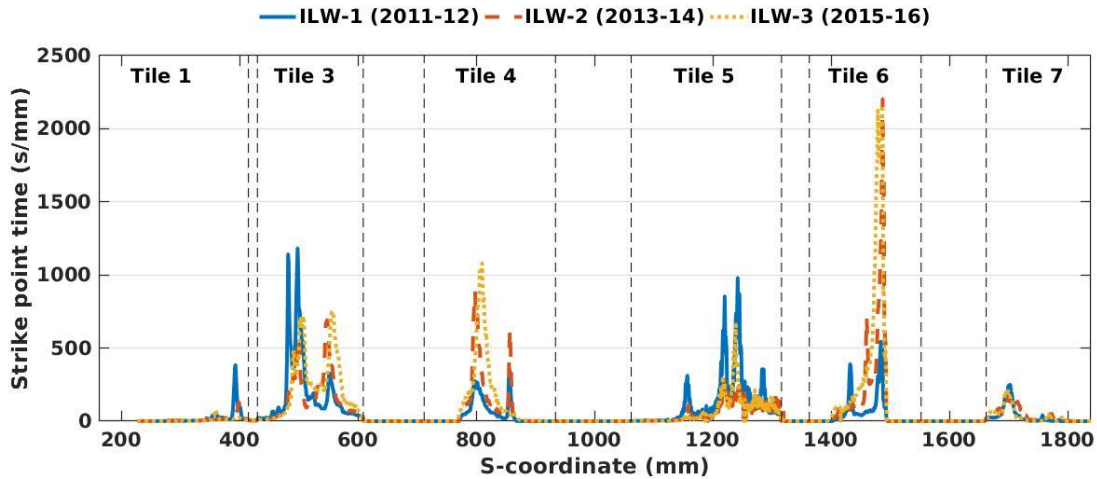 ILW-1 (2011-12) ILW-2 (2013-14) ILW-3 (2015-16)
2500
Tile 1 Tile 3 Tile 4 Tile 5 Tile 6 Tile 7
2000
1500
1000
500
0
Strike point time (s/mm)
200 400 600 800 1000 1200 1400 1600 1800
S-coordinate (mm)